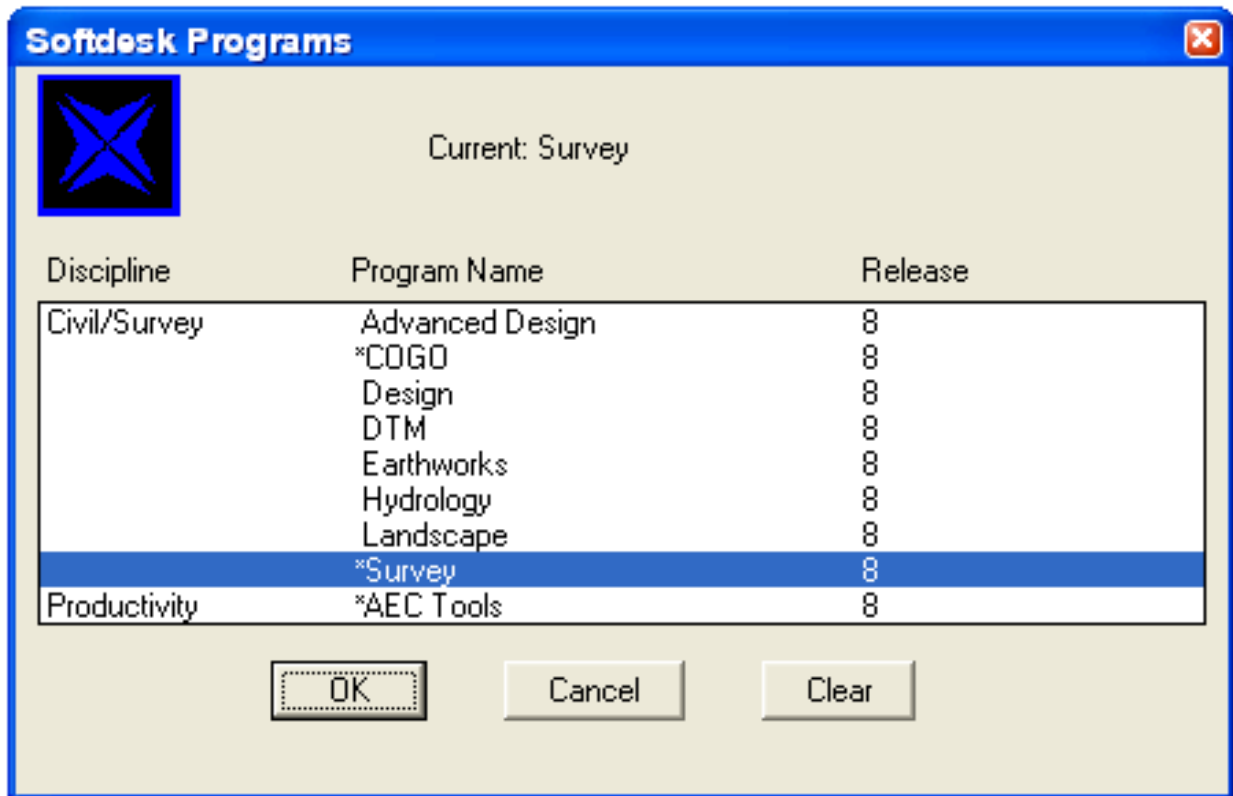 Softdesk Programs
Current: Survey
Discipline Program Name Release
Civil/Survey Advanced Design 8
*COGO 8
Design 8
DTM 8
Earthworks 8
Hydrology 8
Landscape 8
*Survey 8
Productivity *AEC Tools 8
OK Cancel Clear